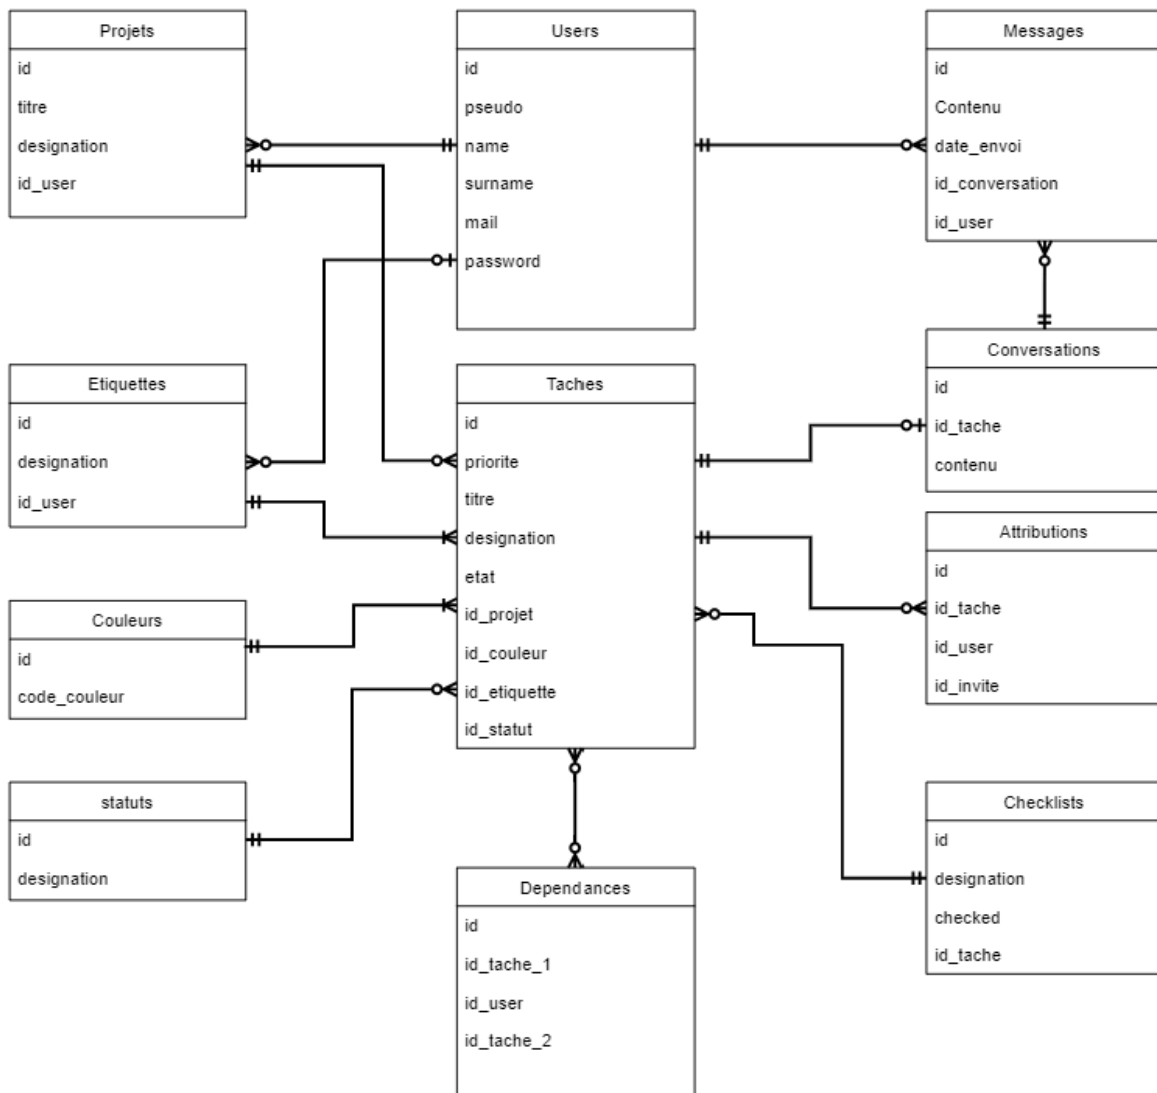 Projets
id
titre
designation
id_user
Users
id
pseudo
name
surname
mail
password
Messages
id
Contenu
date_envoi
id_conversation
id_user
Etiquettes
id
designation
id_user
Taches
id
priorite
titre
designation
etat
id_projet
id_couleur
id_etiquette
id_statut
Conversations
id
id_tache
contenu
Attributions
id
id_tache
id_user
id_invite
Couleurs
id
code_couleur
statuts
id
designation
Dependances
id
id_tache_1
id_user
id_tache_2
Checklists
id
designation
checked
id_tache